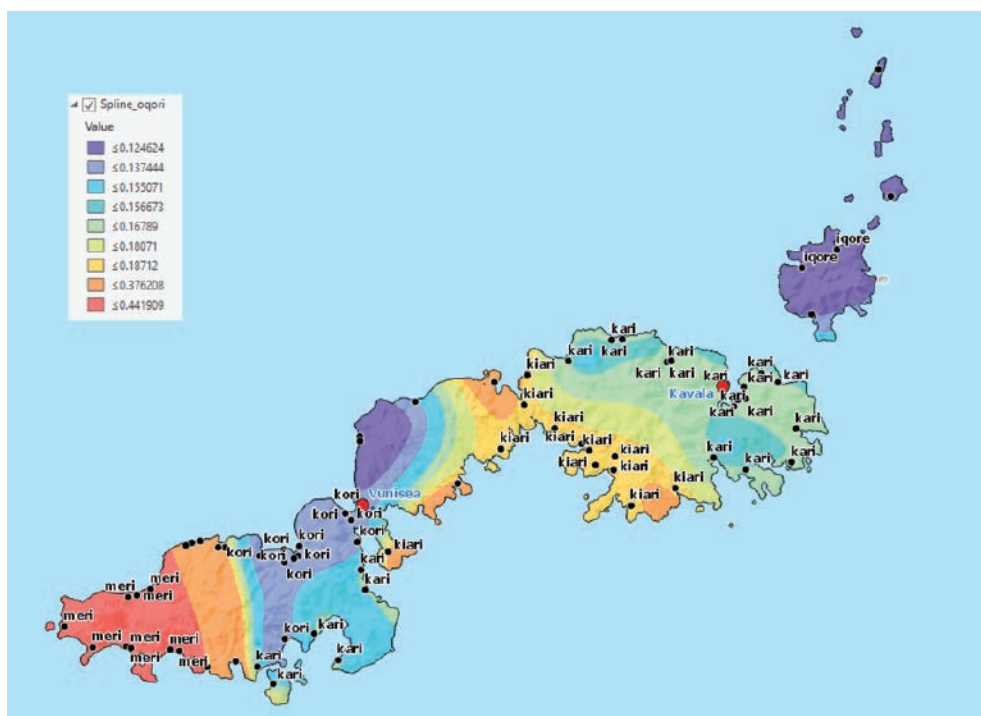 Spline_oqori
Value
≤0.124624
≤0.137444
≤0.155071
≤0.156673
≤0.16789
≤0.18071
≤0.18712
≤0.376208
≤0.441909
iqore
iqore
kari
kari
kari
kari
kari
kari
kari
kari
kari
kari
kari
Kavala
kari
kari
kari
kari
kari
kari
kiari
kiari
kiari
kiari
kiari
kiari
kiari
kiari
kiari
kiari
kiari
kori
Vunisea
kori
kori
kori
kori
kori
kori
kori
kori
kori
kiari
kari
kari
kori
kari
kari
kari
kari
meri
meri
meri
meri
meri
meri
meri
meri
meri